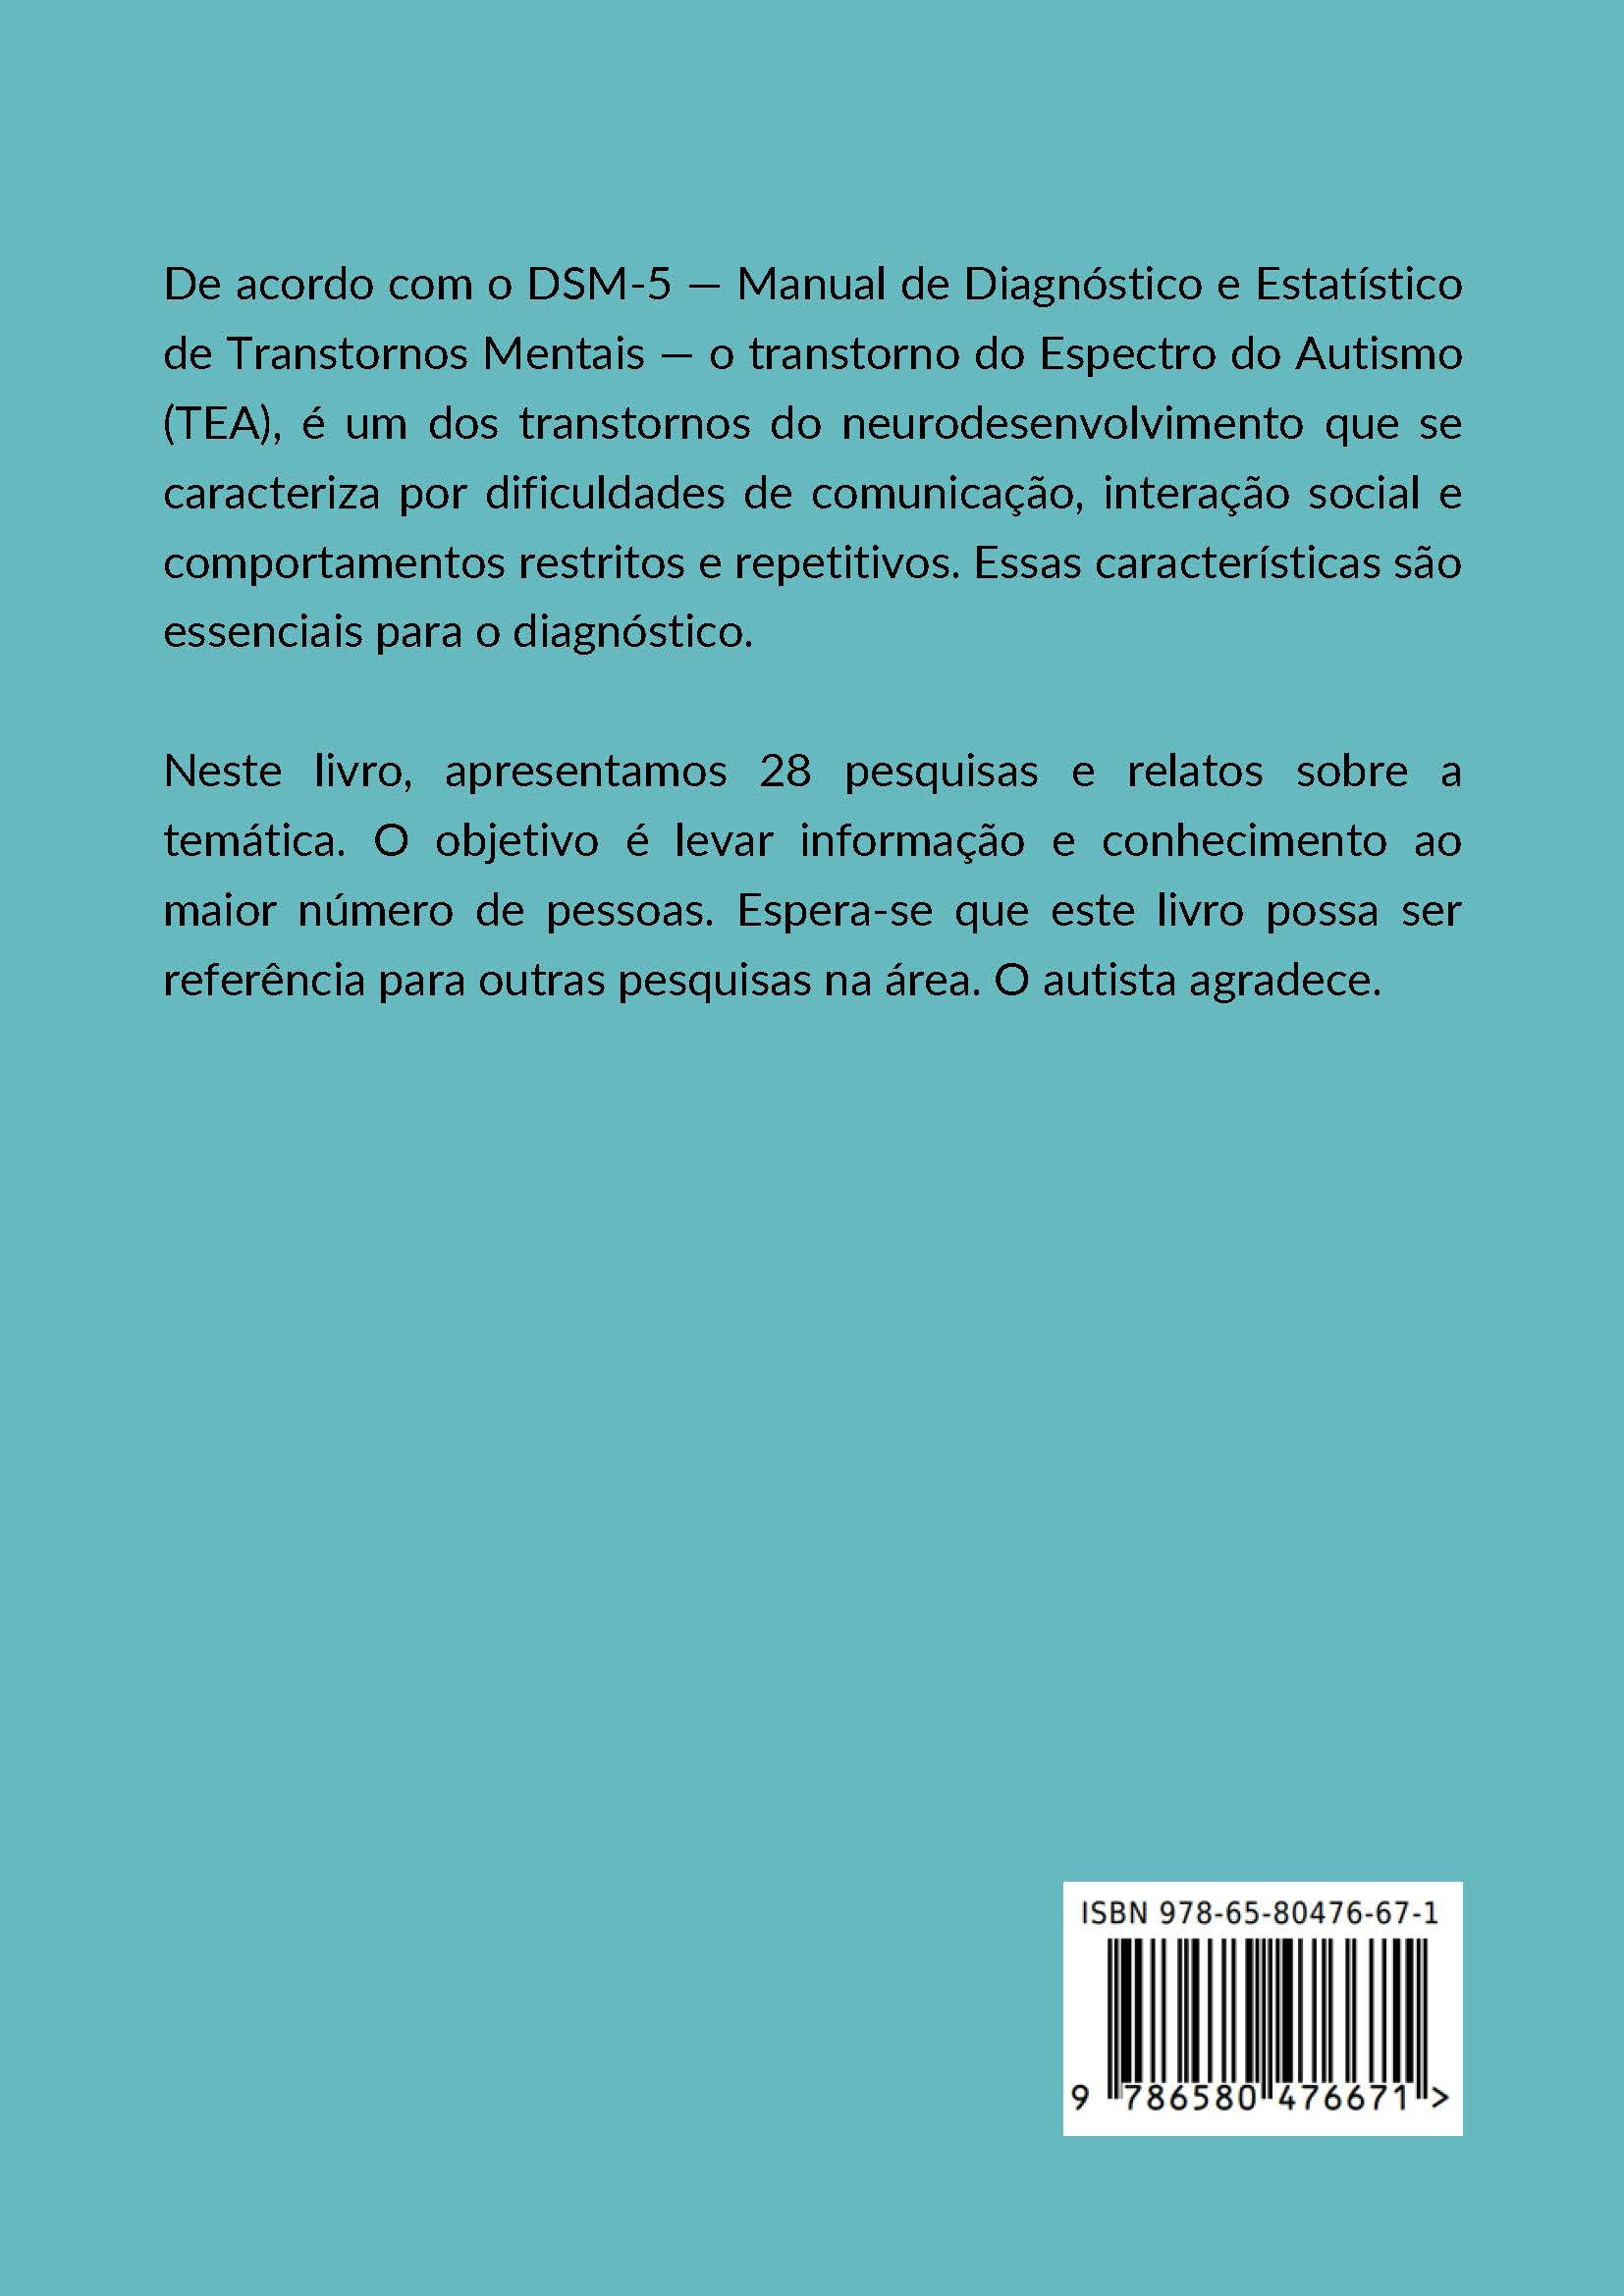 De acordo com o DSM-5 — Manual de Diagnóstico e Estatístico
de Transtornos Mentais — o transtorno do Espectro do Autismo
(TEA), é um dos transtornos do neurodesenvolvimento que se
caracteriza por dificuldades de comunicação, interação social e
comportamentos restritos e repetitivos. Essas características são
essenciais para o diagnóstico.
Neste livro, apresentamos 28 pesquisas e relatos sobre a
temática. O objetivo é levar informação e conhecimento ao
maior número de pessoas. Espera-se que este livro possa ser
referência para outras pesquisas na área. O autista agradece.
ISBN 978-65-80476-67-1
9 786580 476671 >